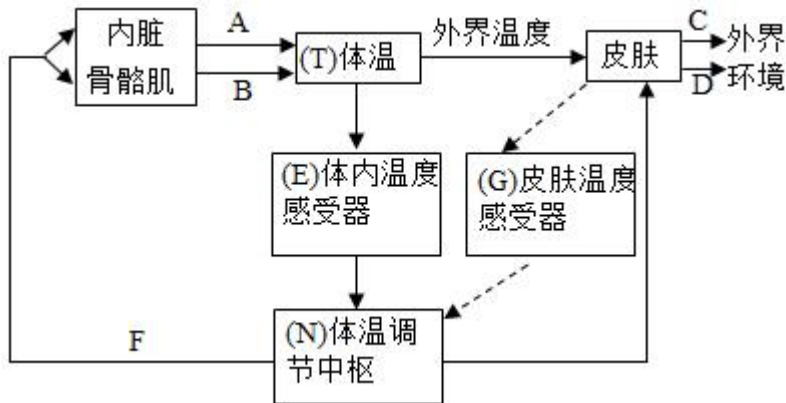 内脏
骨骼肌
A
B
(T)体温
外界温度
皮肤
C
D
外界
环境
(E)体内温度
感受器
(G)皮肤温度
感受器
F
(N)体温调
节中枢